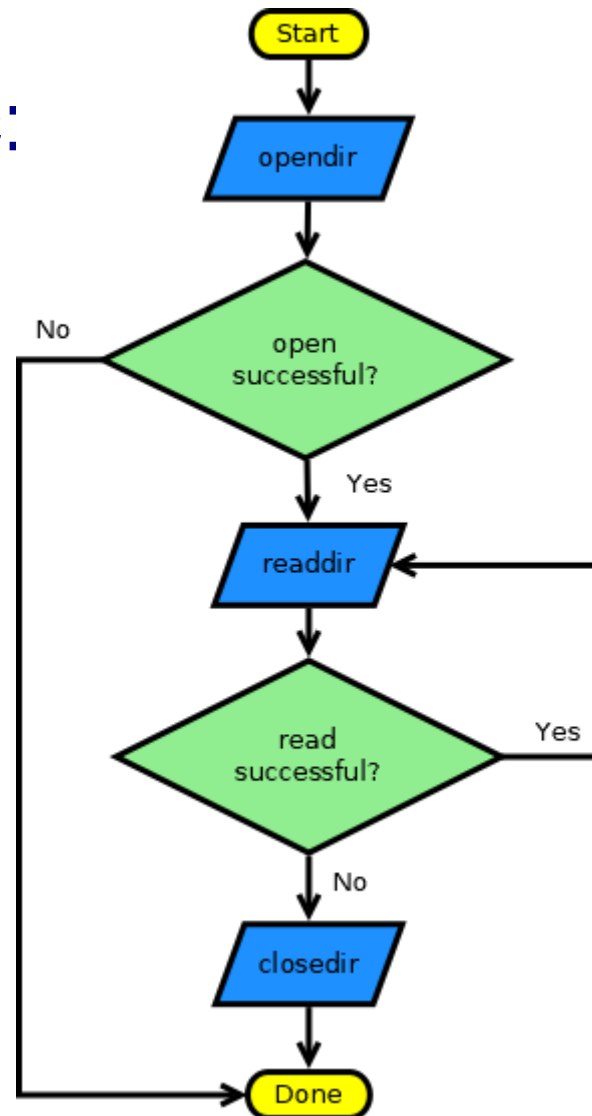 Start
opendir
No
open
successful?
Yes
readdir
read
successful?
Yes
No
closedir
Done